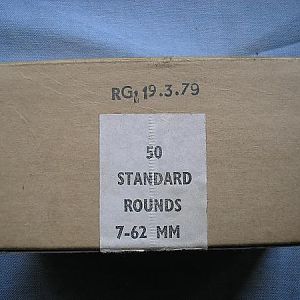 RG, 19.3.79
50
STANDARD
ROUNDS
7-62 MM